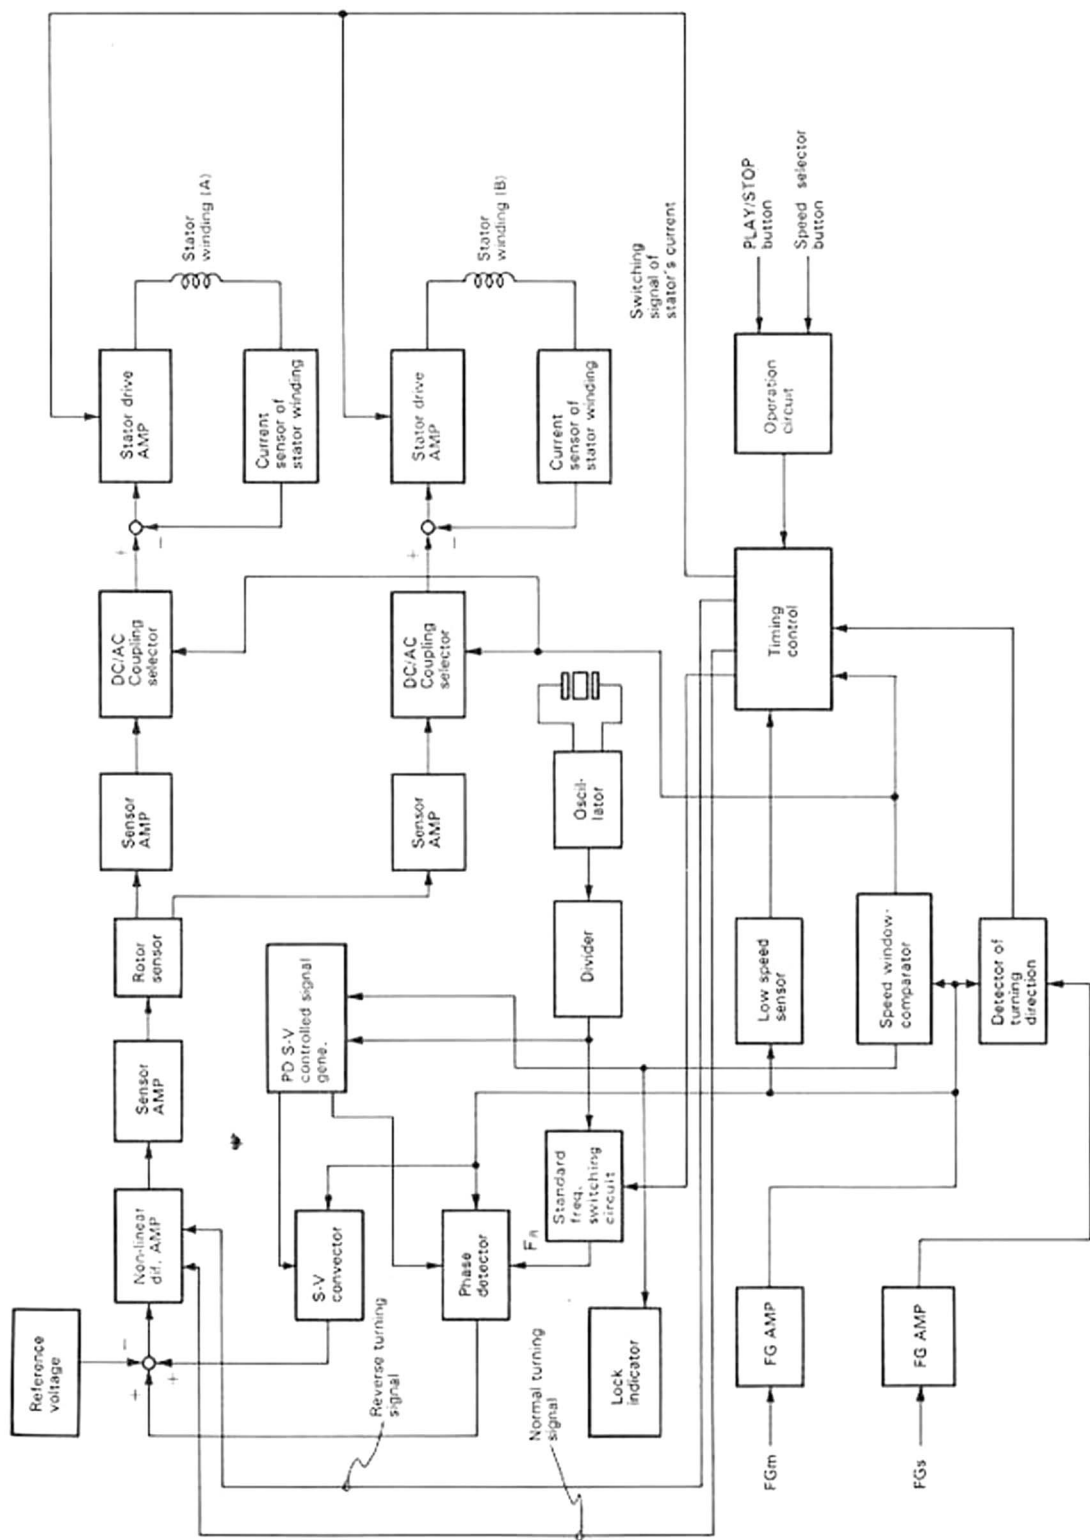 Reference
voltage
−
+
+
Non-linear
dif. AMP
Sensor
AMP
Rotor
sensor
Sensor
AMP
DC/AC
Coupling
selector
+
−
Stator drive
AMP
Stator
winding (A)
Current
sensor of
stator winding
Sensor
AMP
DC/AC
Coupling
selector
+
−
Stator drive
AMP
Stator
winding (B)
Current
sensor of
stator winding
S-V
convector
PD S-V
controlled signal
gene.
Phase
detector
FR
Standard
freq.
switching
circuit
Divider
Oscil-
lator
Reverse turning
signal
Normal turning
signal
Lock
indicator
Switching
signal of
stator's current
Low speed
sensor
Timing
control
Operation
circuit
PLAY/STOP
button
Speed selector
button
FGm
FG AMP
Speed window-
comparator
FGs
FG AMP
Detector of
turning
direction